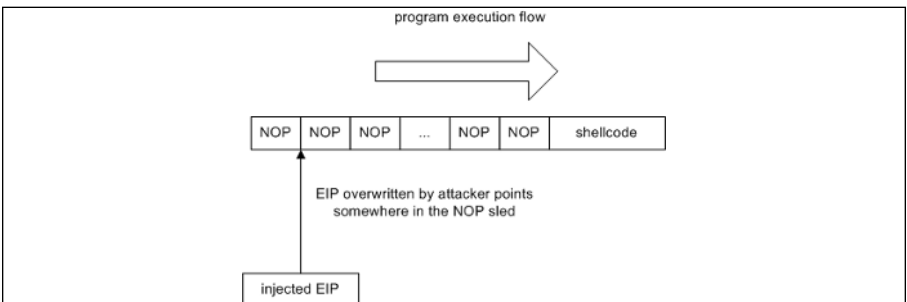 program execution flow
NOP NOP NOP ... NOP NOP shellcode
EIP overwritten by attacker points
somewhere in the NOP sled
injected EIP